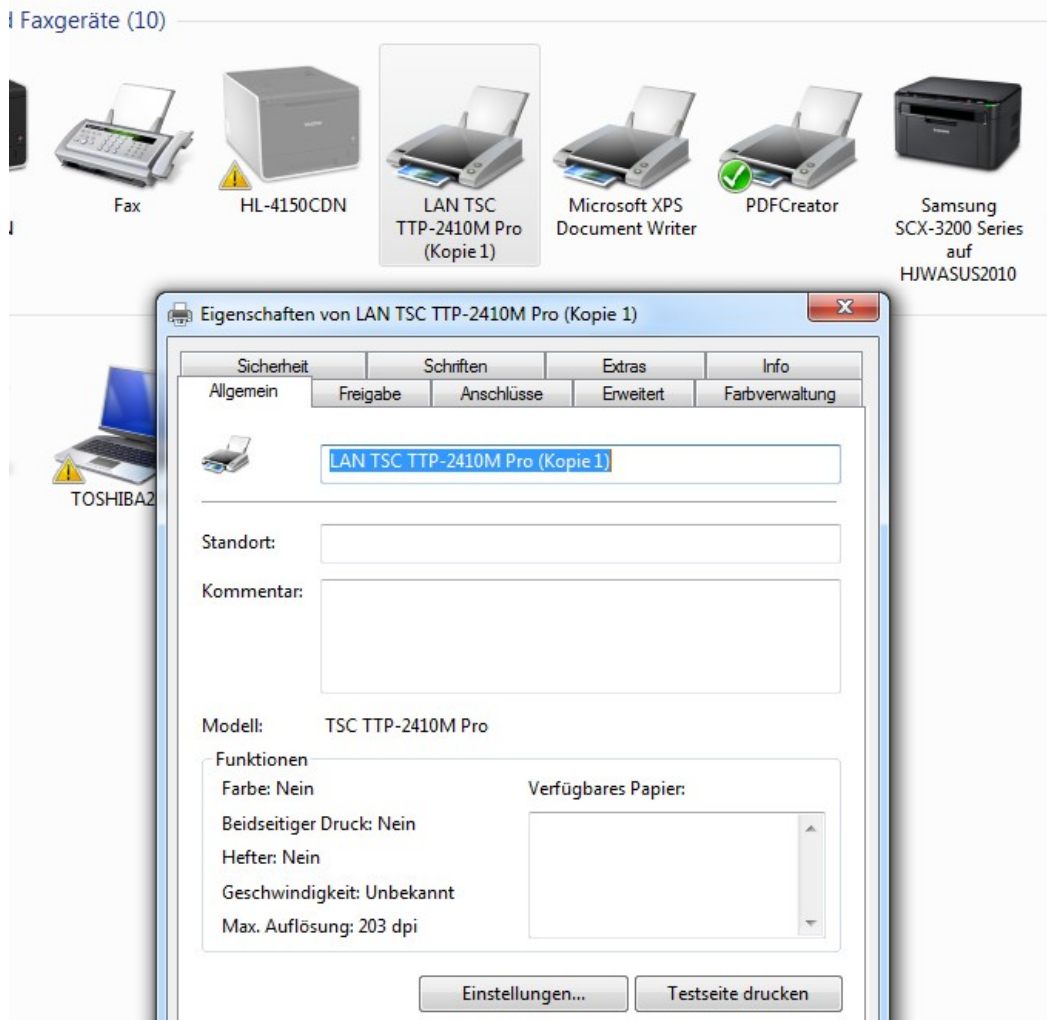 d Faxgeräte (10)
Fax
HL-4150CDN
LAN TSC
TTP-2410M Pro
(Kopie 1)
Microsoft XPS
Document Writer
PDFCreator
Samsung
SCX-3200 Series
auf
HJWASUS2010
N
TOSHIBA2
Eigenschaften von LAN TSC TTP-2410M Pro (Kopie 1)
Sicherheit Schriften Extras Info
Allgemein Freigabe Anschlüsse Erweitert Farbverwaltung
LAN TSC TTP-2410M Pro (Kopie 1)
Standort:
Kommentar:
Modell: TSC TTP-2410M Pro
Funktionen
Farbe: Nein Verfügbares Papier:
Beidseitiger Druck: Nein
Hefter: Nein
Geschwindigkeit: Unbekannt
Max. Auflösung: 203 dpi
Einstellungen... Testseite drucken